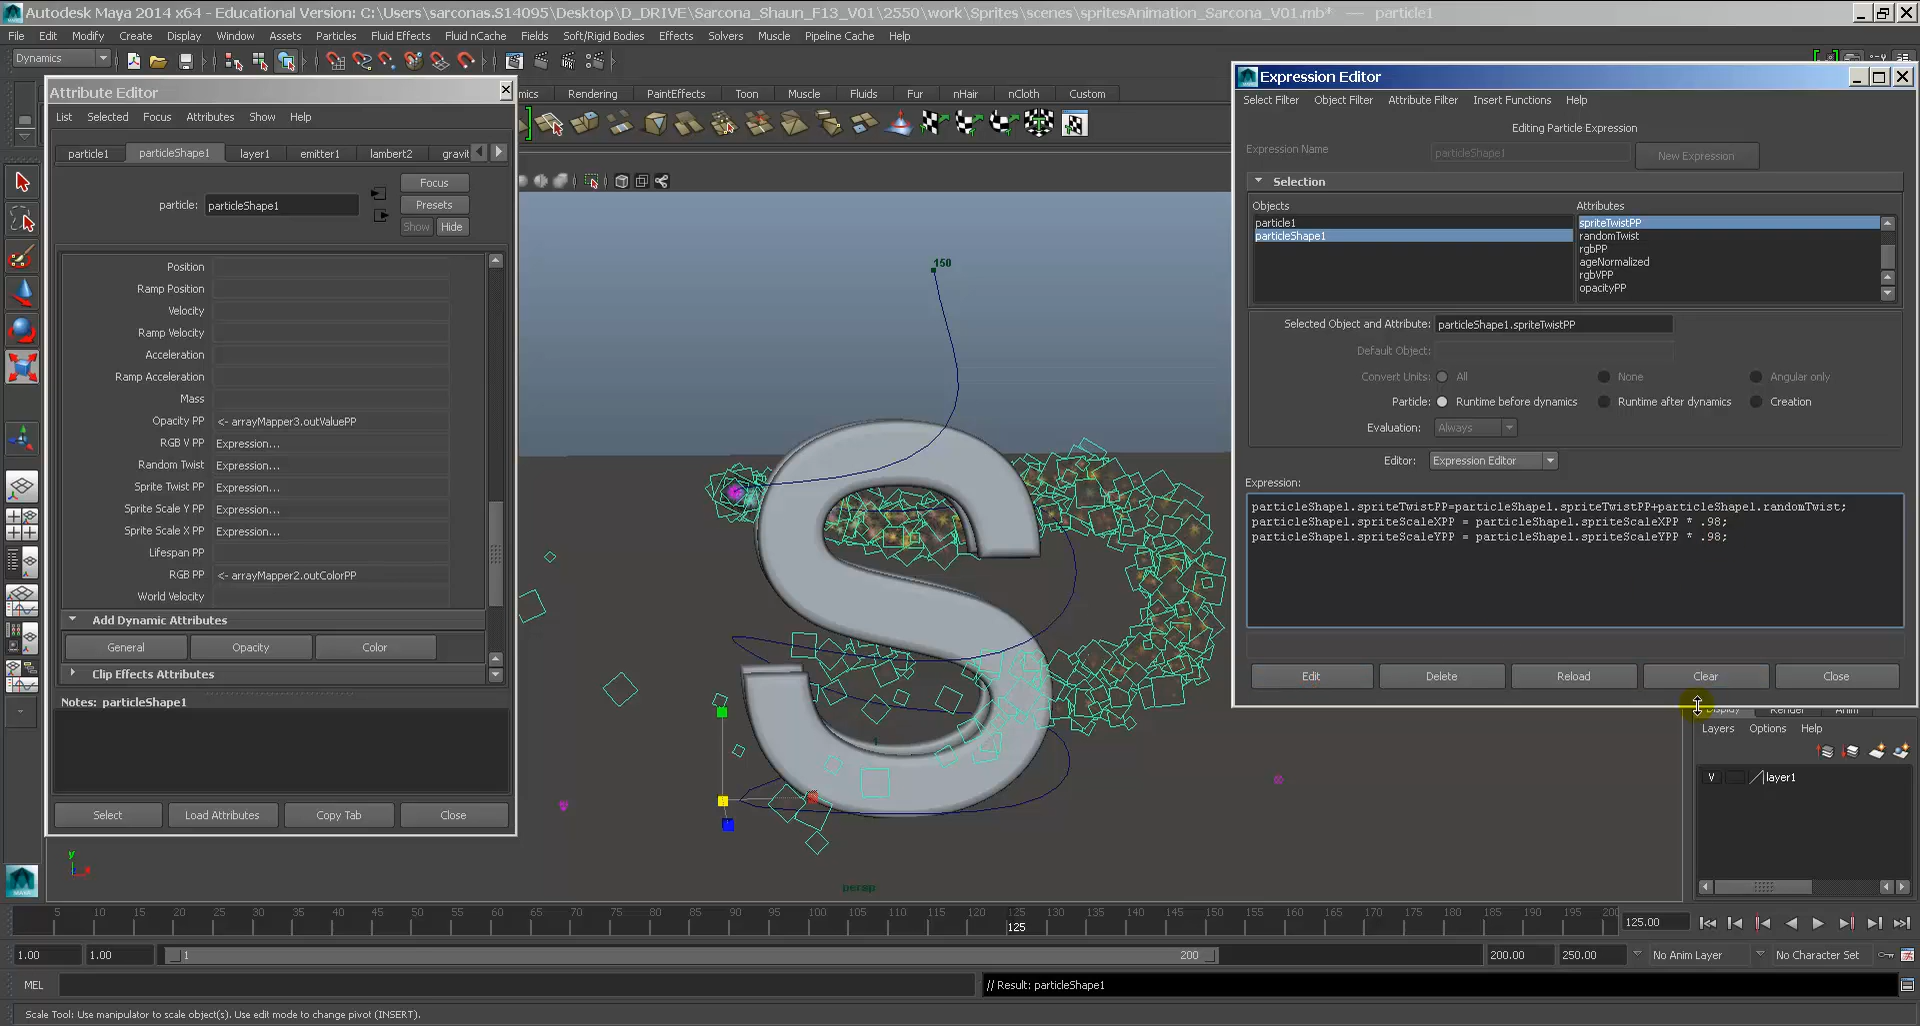 Autodesk Maya 2014 x64 - Educational Version: C:\Users\sarconas.S14095\Desktop\D_DRIVE\Sarcona_Shaun_F13_V01\2550\work\Sprites\scenes\spritesAnimation_Sarcona_V01.mb* --- particle1
File Edit Modify Create Display Window Assets Particles Fluid Effects Fluid nCache Fields Soft/Rigid Bodies Effects Solvers Muscle Pipeline Cache Help
Dynamics
Attribute Editor
List Selected Focus Attributes Show Help
particle1 particleShape1 layer1 emitter1 lambert2 gravit
particle: particleShape1
Focus
Presets
Show Hide
Position
Ramp Position
Velocity
Ramp Velocity
Acceleration
Ramp Acceleration
Mass
Opacity PP <- arrayMapper3.outValuePP
RGB V PP Expression...
Random Twist Expression...
Sprite Twist PP Expression...
Sprite Scale Y PP Expression...
Sprite Scale X PP Expression...
Lifespan PP
RGB PP <- arrayMapper2.outColorPP
World Velocity
Add Dynamic Attributes
General Opacity Color
Clip Effects Attributes
Notes: particleShape1
Select Load Attributes Copy Tab Close
mics Rendering PaintEffects Toon Muscle Fluids Fur nHair nCloth Custom
150
1
persp
y
x
Expression Editor
Select Filter Object Filter Attribute Filter Insert Functions Help
Editing Particle Expression
Expression Name particleShape1 New Expression
Selection
Objects
particle1
particleShape1
Attributes
spriteTwistPP
randomTwist
rgbPP
ageNormalized
rgbVPP
opacityPP
Selected Object and Attribute: particleShape1.spriteTwistPP
Default Object:
Convert Units: All None Angular only
Particle: Runtime before dynamics Runtime after dynamics Creation
Evaluation: Always
Editor: Expression Editor
Expression:
particleShape1.spriteTwistPP=particleShape1.spriteTwistPP+particleShape1.randomTwist;
particleShape1.spriteScaleXPP = particleShape1.spriteScaleXPP * .98;
particleShape1.spriteScaleYPP = particleShape1.spriteScaleYPP * .98;
Edit Delete Reload Clear Close
Display Render Anim
Layers Options Help
V layer1
5 10 15 20 25 30 35 40 45 50 55 60 65 70 75 80 85 90 95 100 105 110 115 120 125 130 135 140 145 150 155 160 165 170 175 180 185 190 195 200
125
125.00
1.00 1.00 1 200 200.00 250.00 No Anim Layer No Character Set
MEL // Result: particleShape1
Scale Tool: Use manipulator to scale object(s). Use edit mode to change pivot (INSERT).